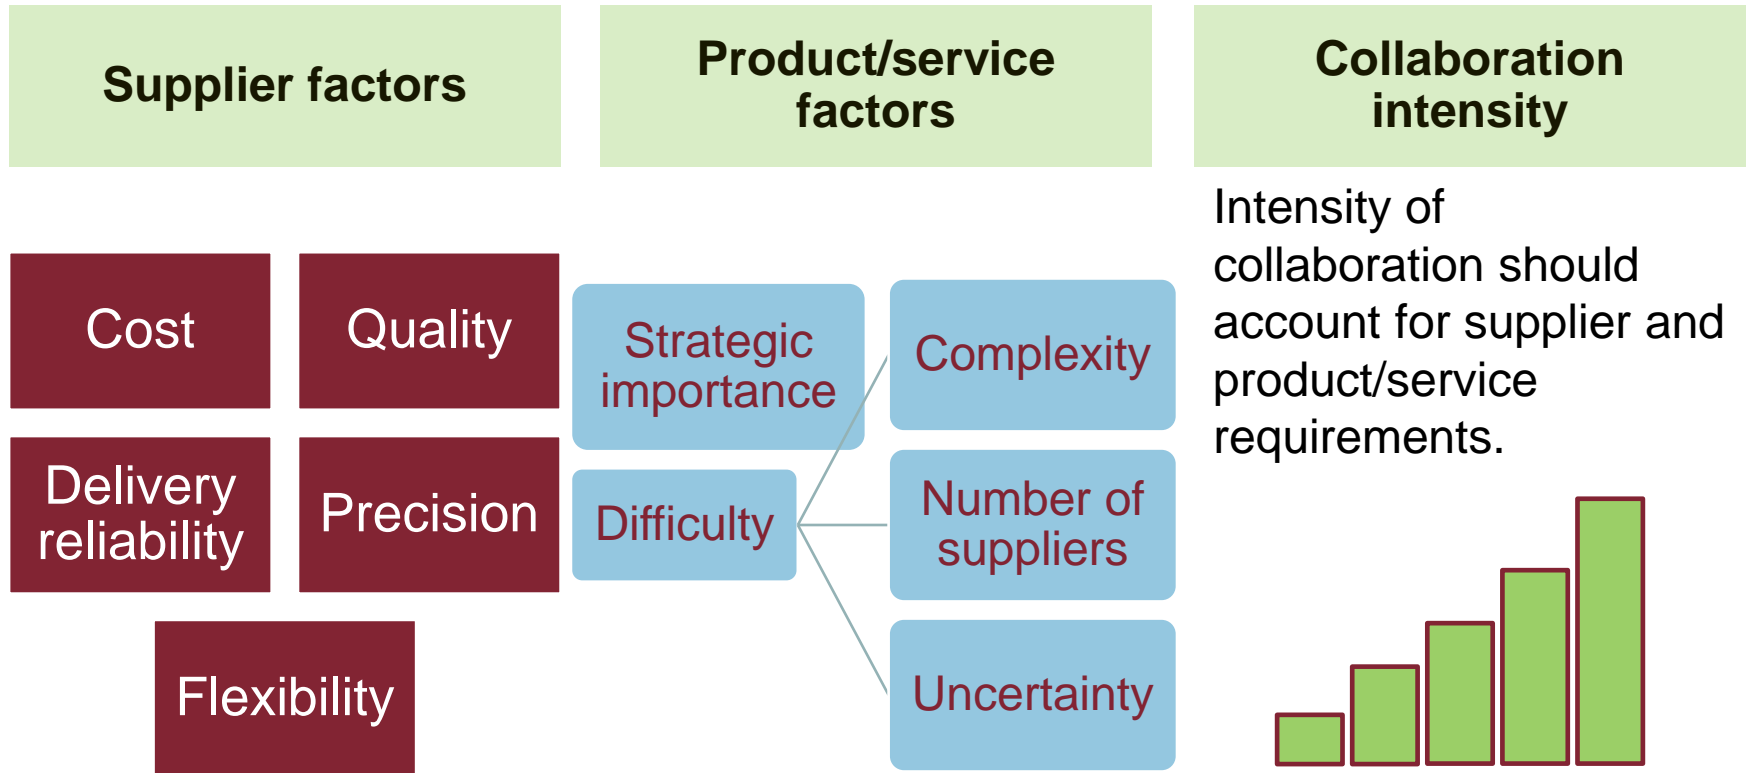 Supplier factors
Product/service
factors
Collaboration
intensity
Cost
Quality
Delivery
reliability
Precision
Flexibility
Strategic
importance
Difficulty
Complexity
Number of
suppliers
Uncertainty
Intensity of
collaboration should
account for supplier and
product/service
requirements.